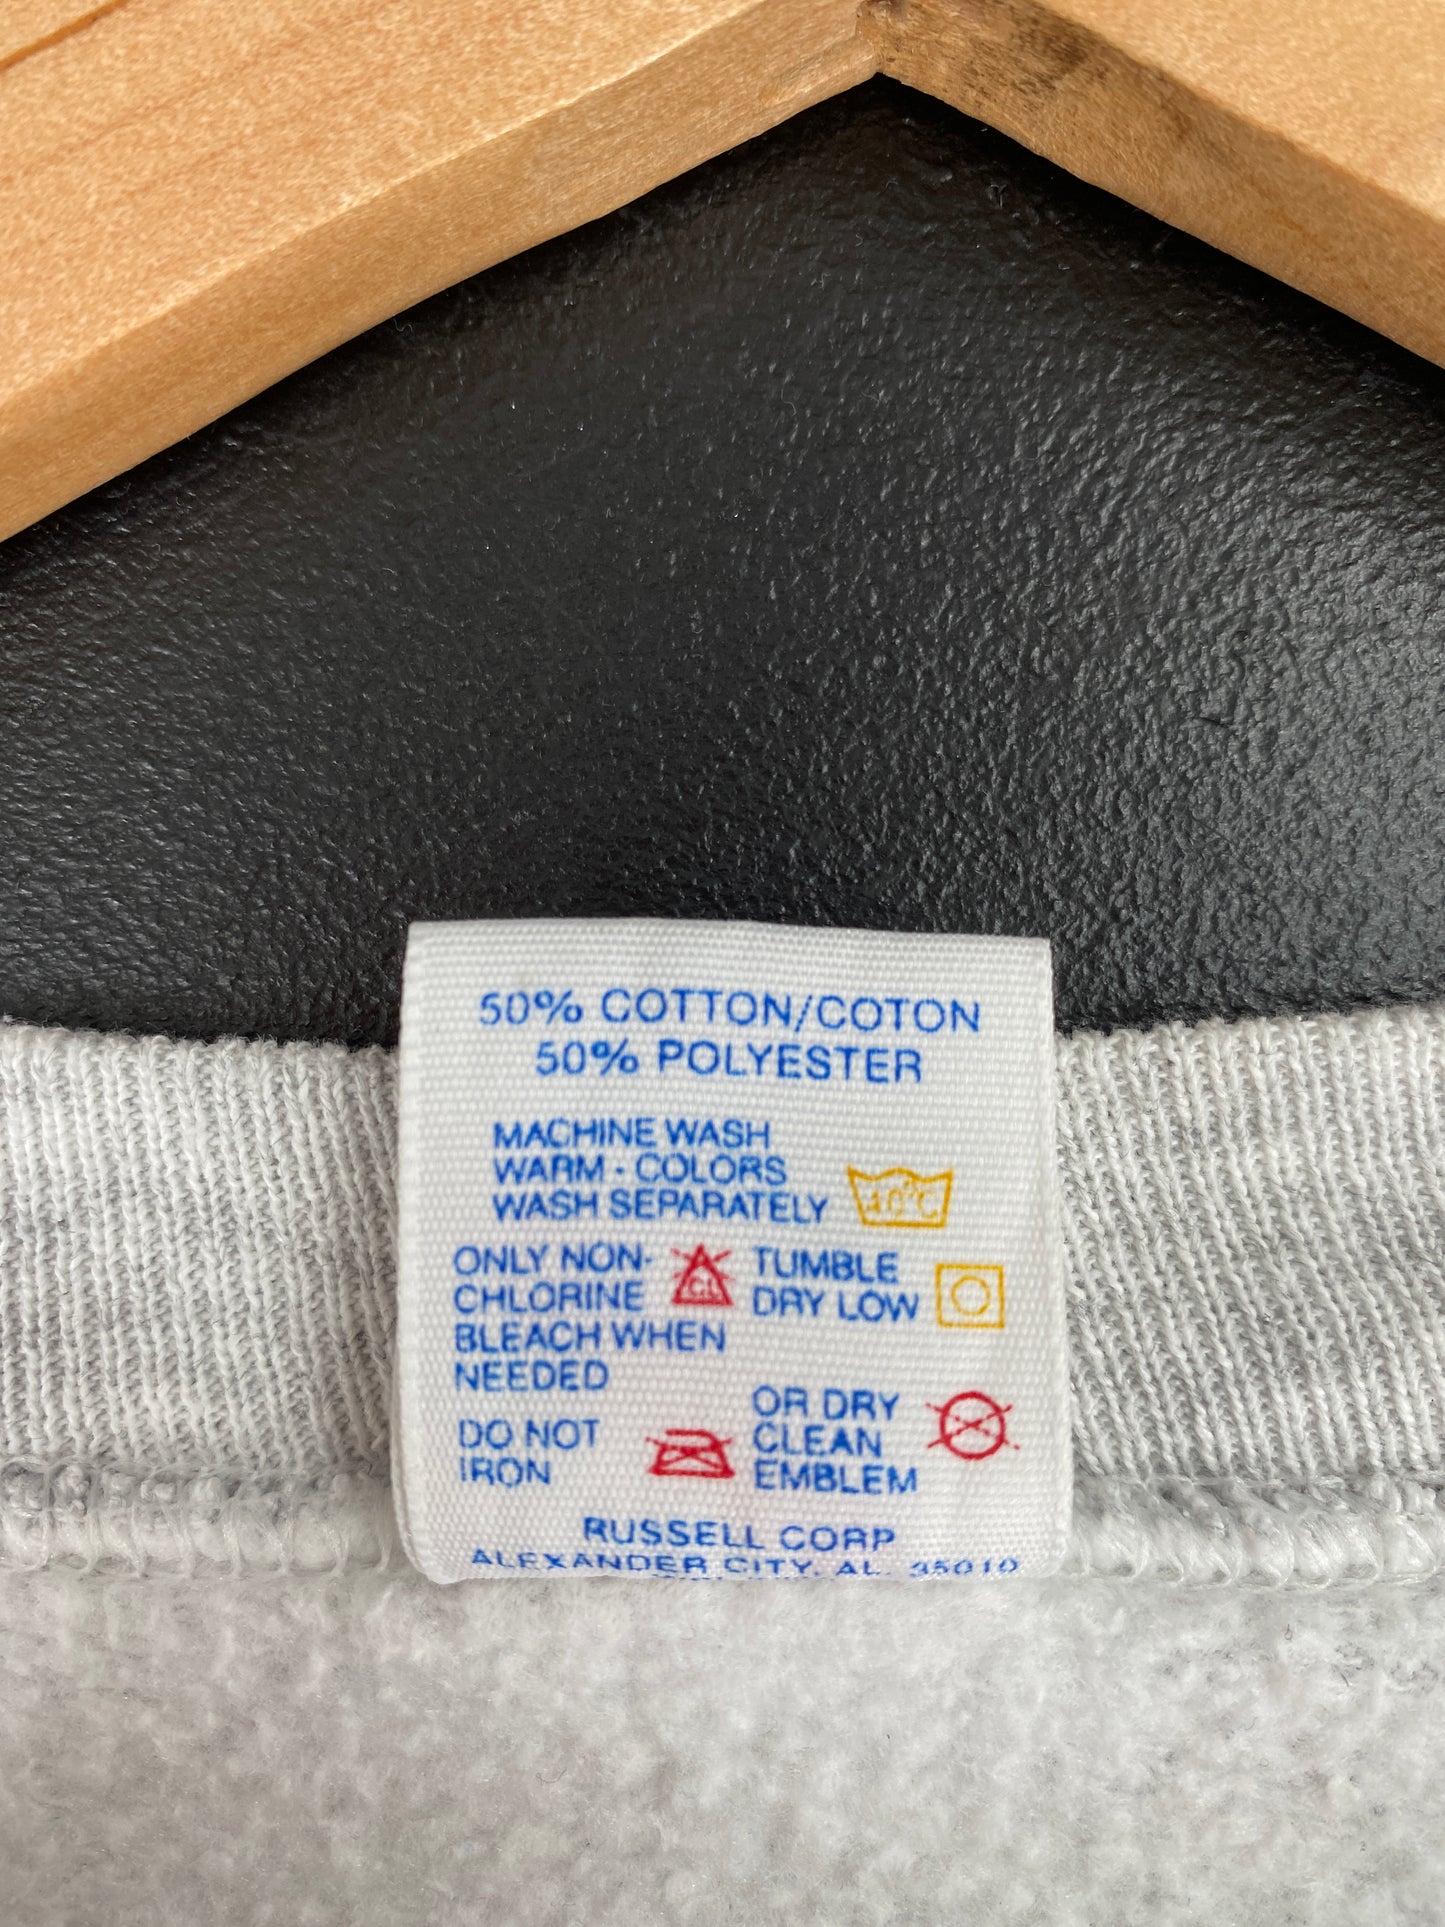 50% COTTON/COTON
50% POLYESTER
MACHINE WASH
WARM - COLORS
WASH SEPARATELY
40°C
ONLY NON-
CHLORINE
BLEACH WHEN
NEEDED
CL
TUMBLE
DRY LOW
DO NOT
IRON
OR DRY
CLEAN
EMBLEM
RUSSELL CORP
ALEXANDER CITY, AL. 35010